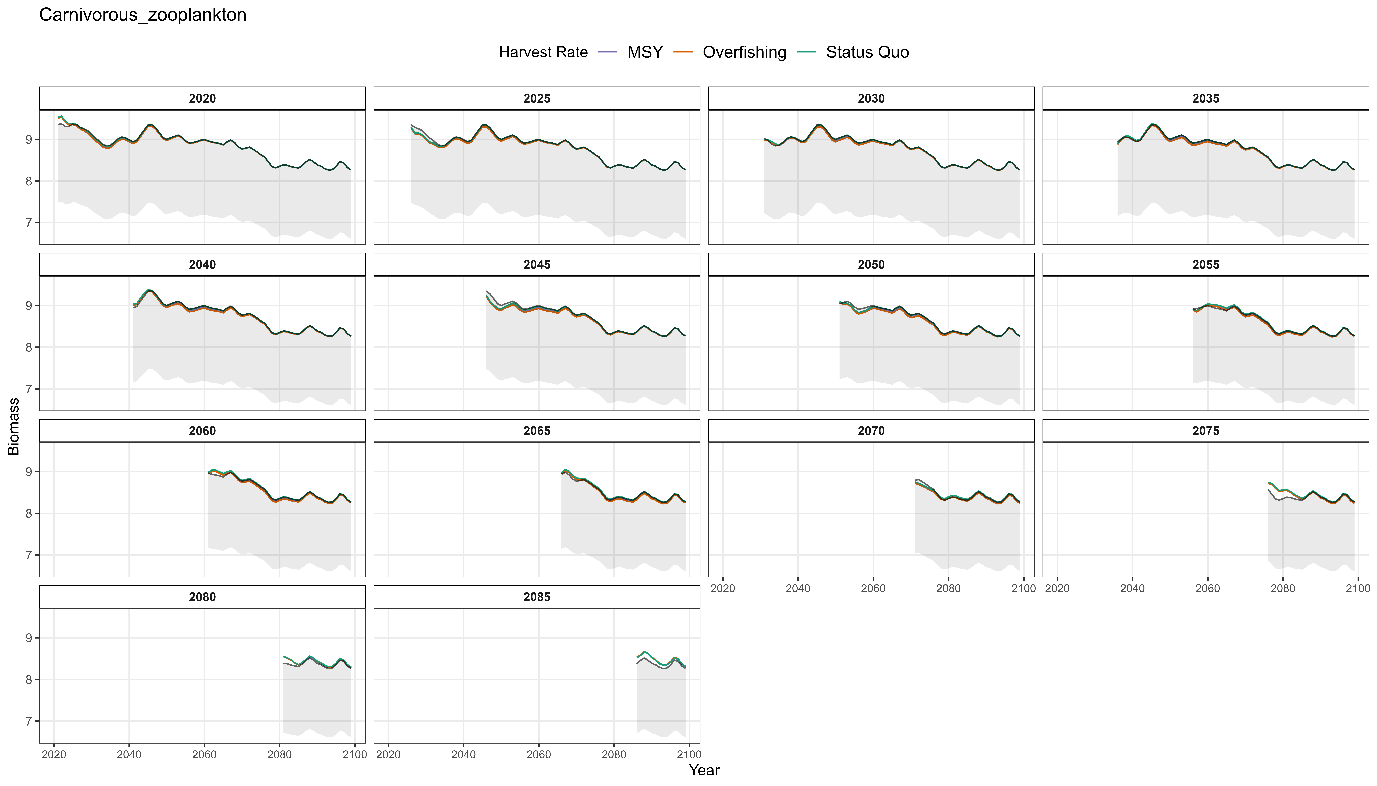 Carnivorous_zooplankton
Harvest Rate MSY Overfishing Status Quo
2020 2025 2030 2035
9
8
7
2040 2045 2050 2055
9
8
7
Biomass
2060 2065 2070 2075
9
8
7
2020 2040 2060 2080 2100 2020 2040 2060 2080 2100
2080 2085
9
8
7
2020 2040 2060 2080 2100 2020 2040 2060 2080 2100
Year